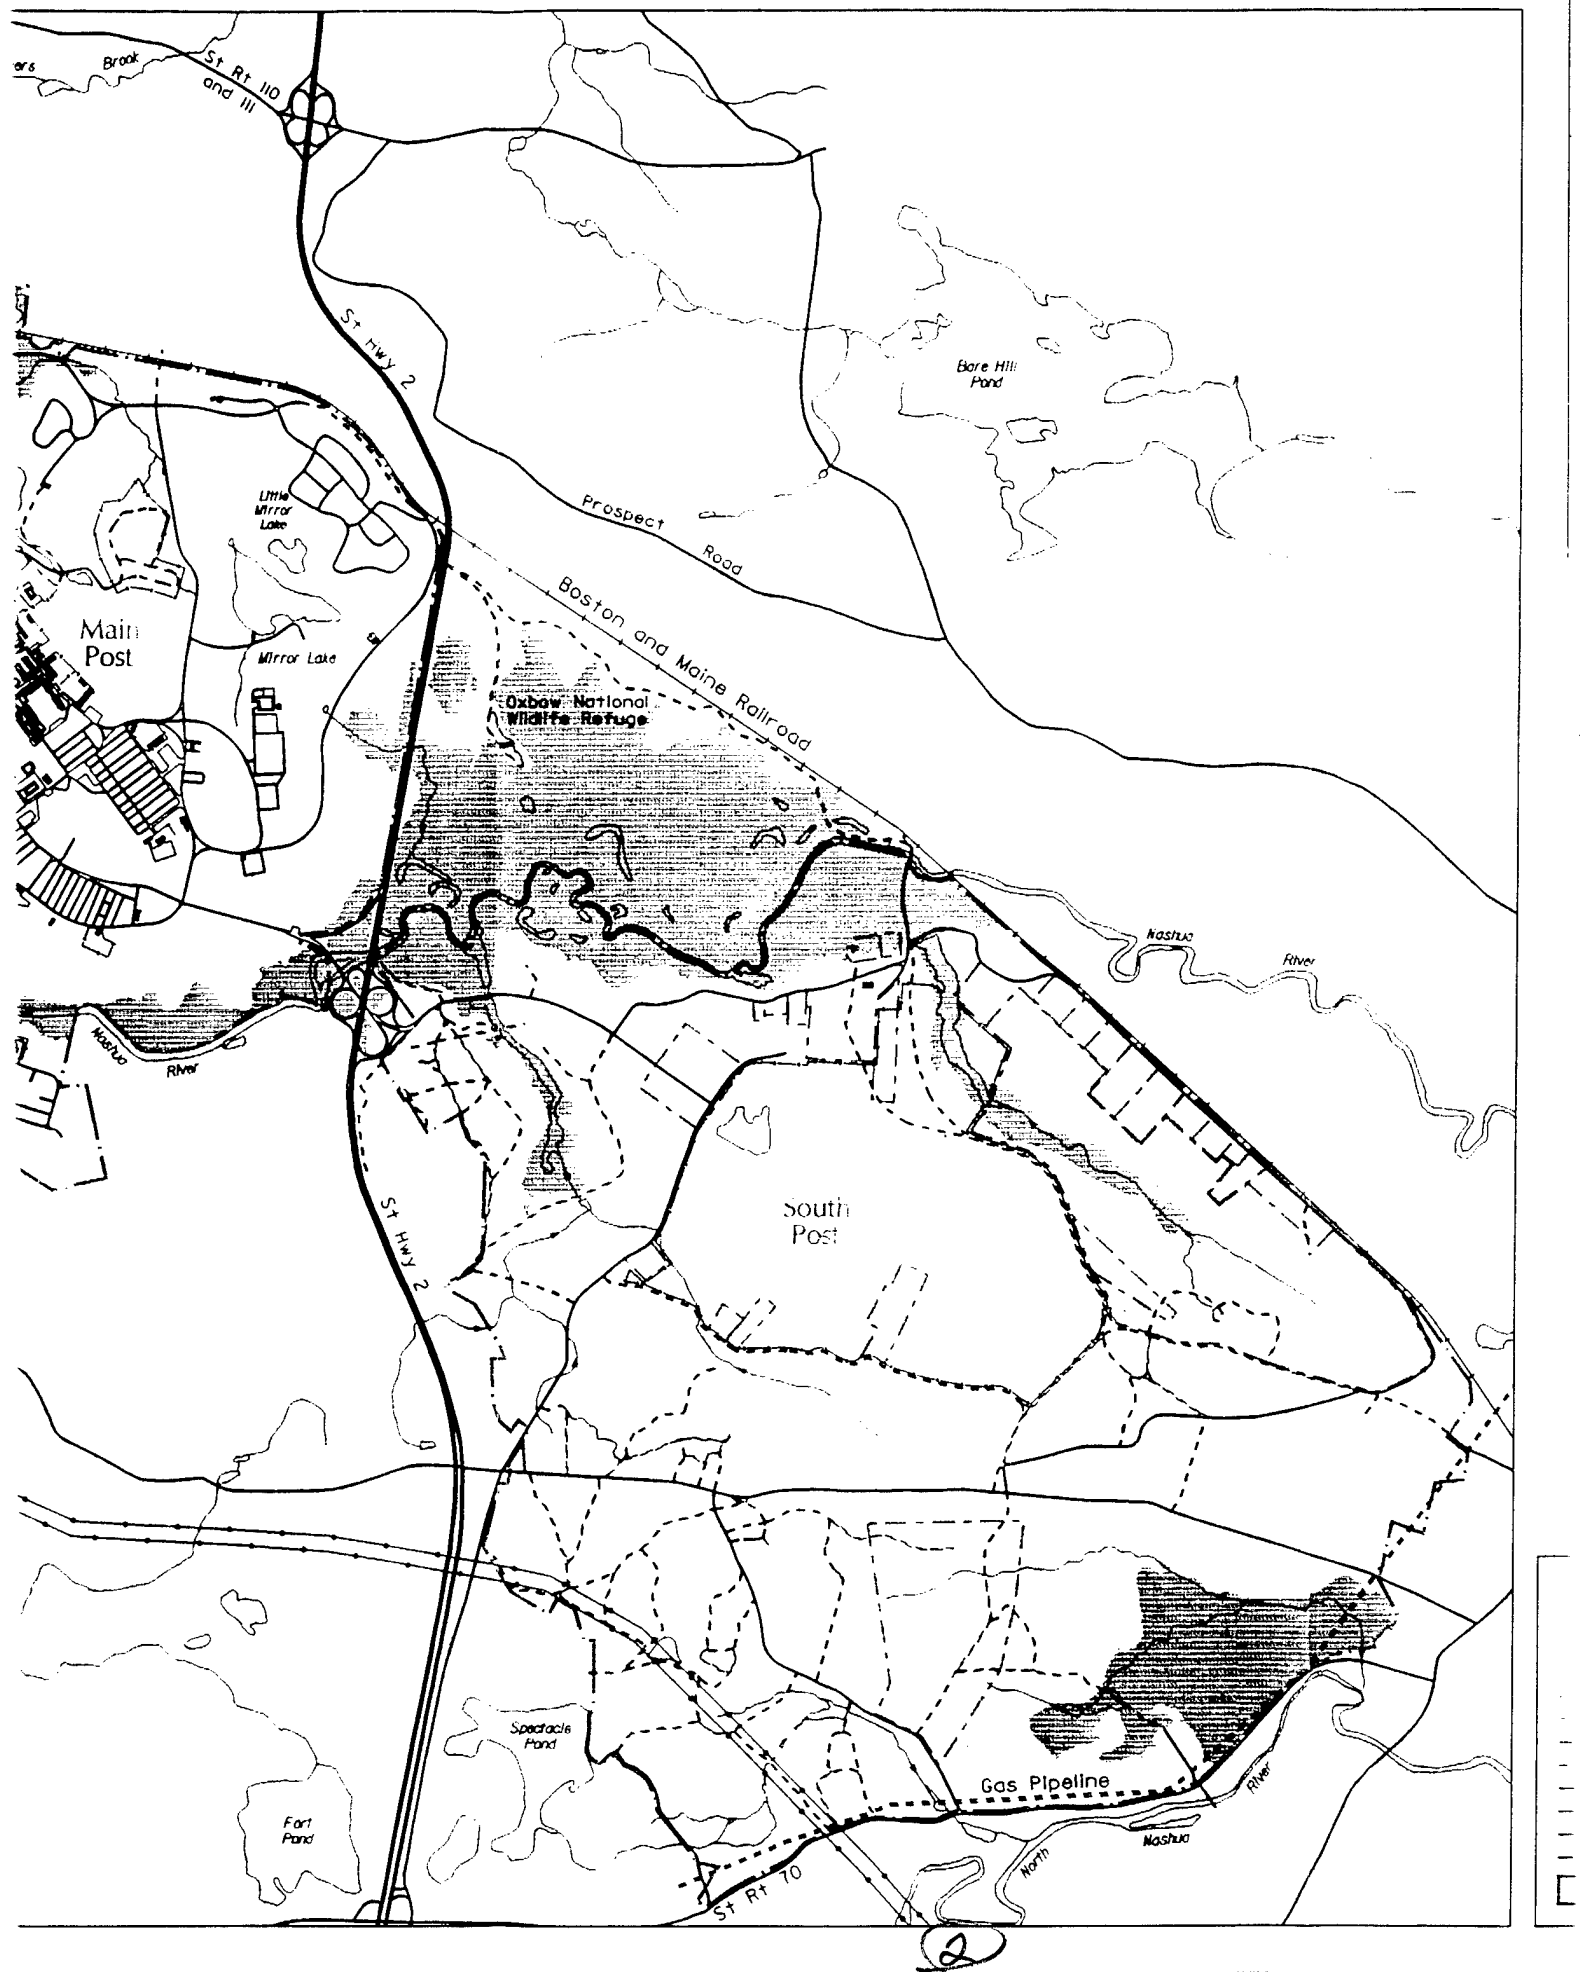 Brook
St Rt 110
and 111
St Hwy 2
Bare Hill
Pond
Little
Mirror
Lake
Prospect
Road
Boston and Maine Railroad
Main
Post
Mirror Lake
Oxbow National
Wildlife Refuge
Nashua
River
Nashua
River
South
Post
St Hwy 2
Spectacle
Pond
Gas Pipeline
River
Fort
Pond
Nashua
North
St Rt 70
2